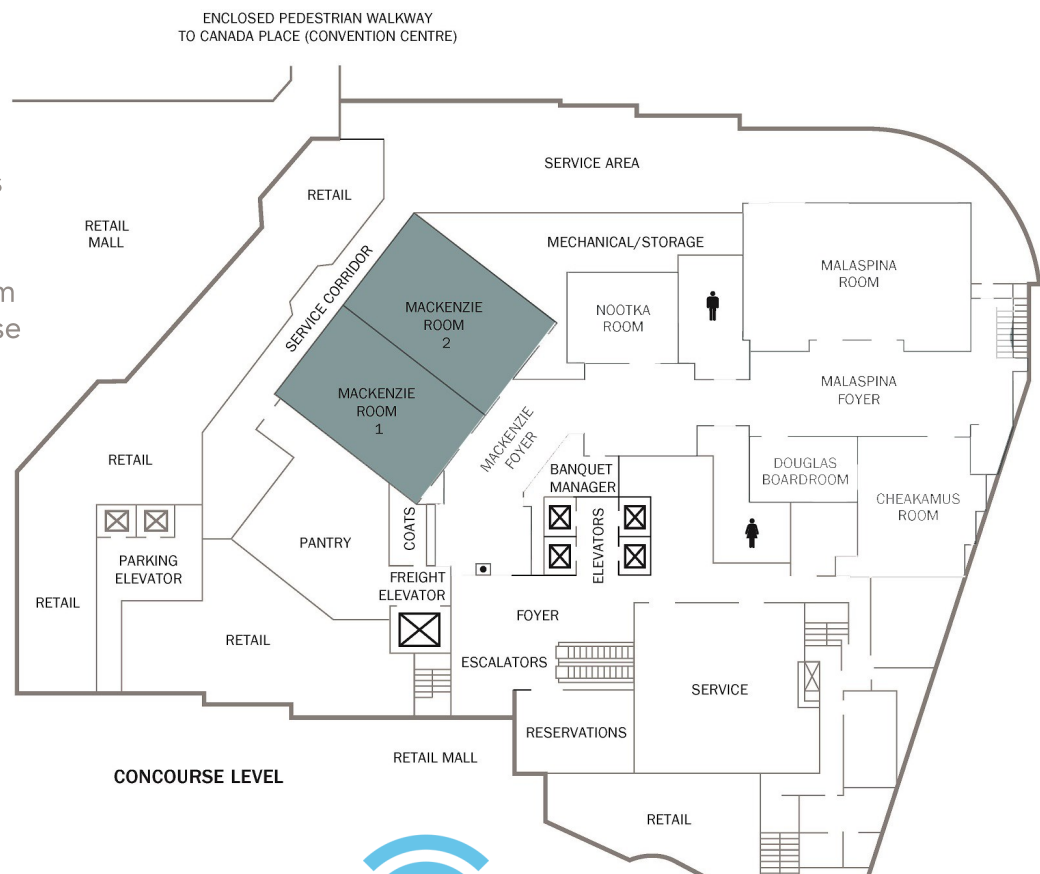 ENCLOSED PEDESTRIAN WALKWAY
TO CANADA PLACE (CONVENTION CENTRE)
SERVICE AREA
s
RETAIL
RETAIL
MALL
MECHANICAL/STORAGE
MALASPINA
ROOM
SERVICE CORRIDOR
m
se
MACKENZIE
ROOM
2
NOOTKA
ROOM
MACKENZIE
ROOM
1
MALASPINA
FOYER
MACKENZIE
FOYER
RETAIL
BANQUET
MANAGER
DOUGLAS
BOARDROOM
CHEAKAMUS
ROOM
COATS
ELEVATORS
PANTRY
PARKING
ELEVATOR
FREIGHT
ELEVATOR
RETAIL
FOYER
RETAIL
ESCALATORS
SERVICE
RESERVATIONS
RETAIL MALL
CONCOURSE LEVEL
RETAIL